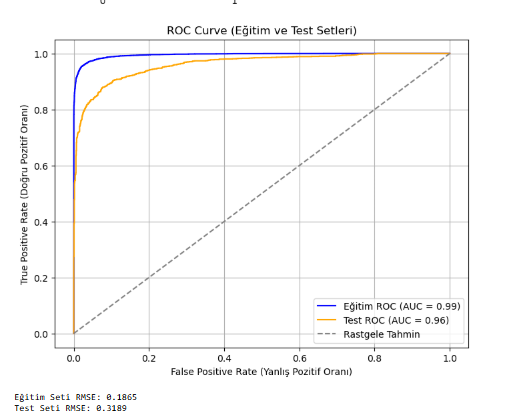 0 1
ROC Curve (Eğitim ve Test Setleri)
True Positive Rate (Doğru Pozitif Oranı)
1.0
0.8
0.6
0.4
0.2
0.0
Eğitim ROC (AUC = 0.99)
Test ROC (AUC = 0.96)
Rastgele Tahmin
0.0 0.2 0.4 0.6 0.8 1.0
False Positive Rate (Yanlış Pozitif Oranı)
Eğitim Seti RMSE: 0.1865
Test Seti RMSE: 0.3189